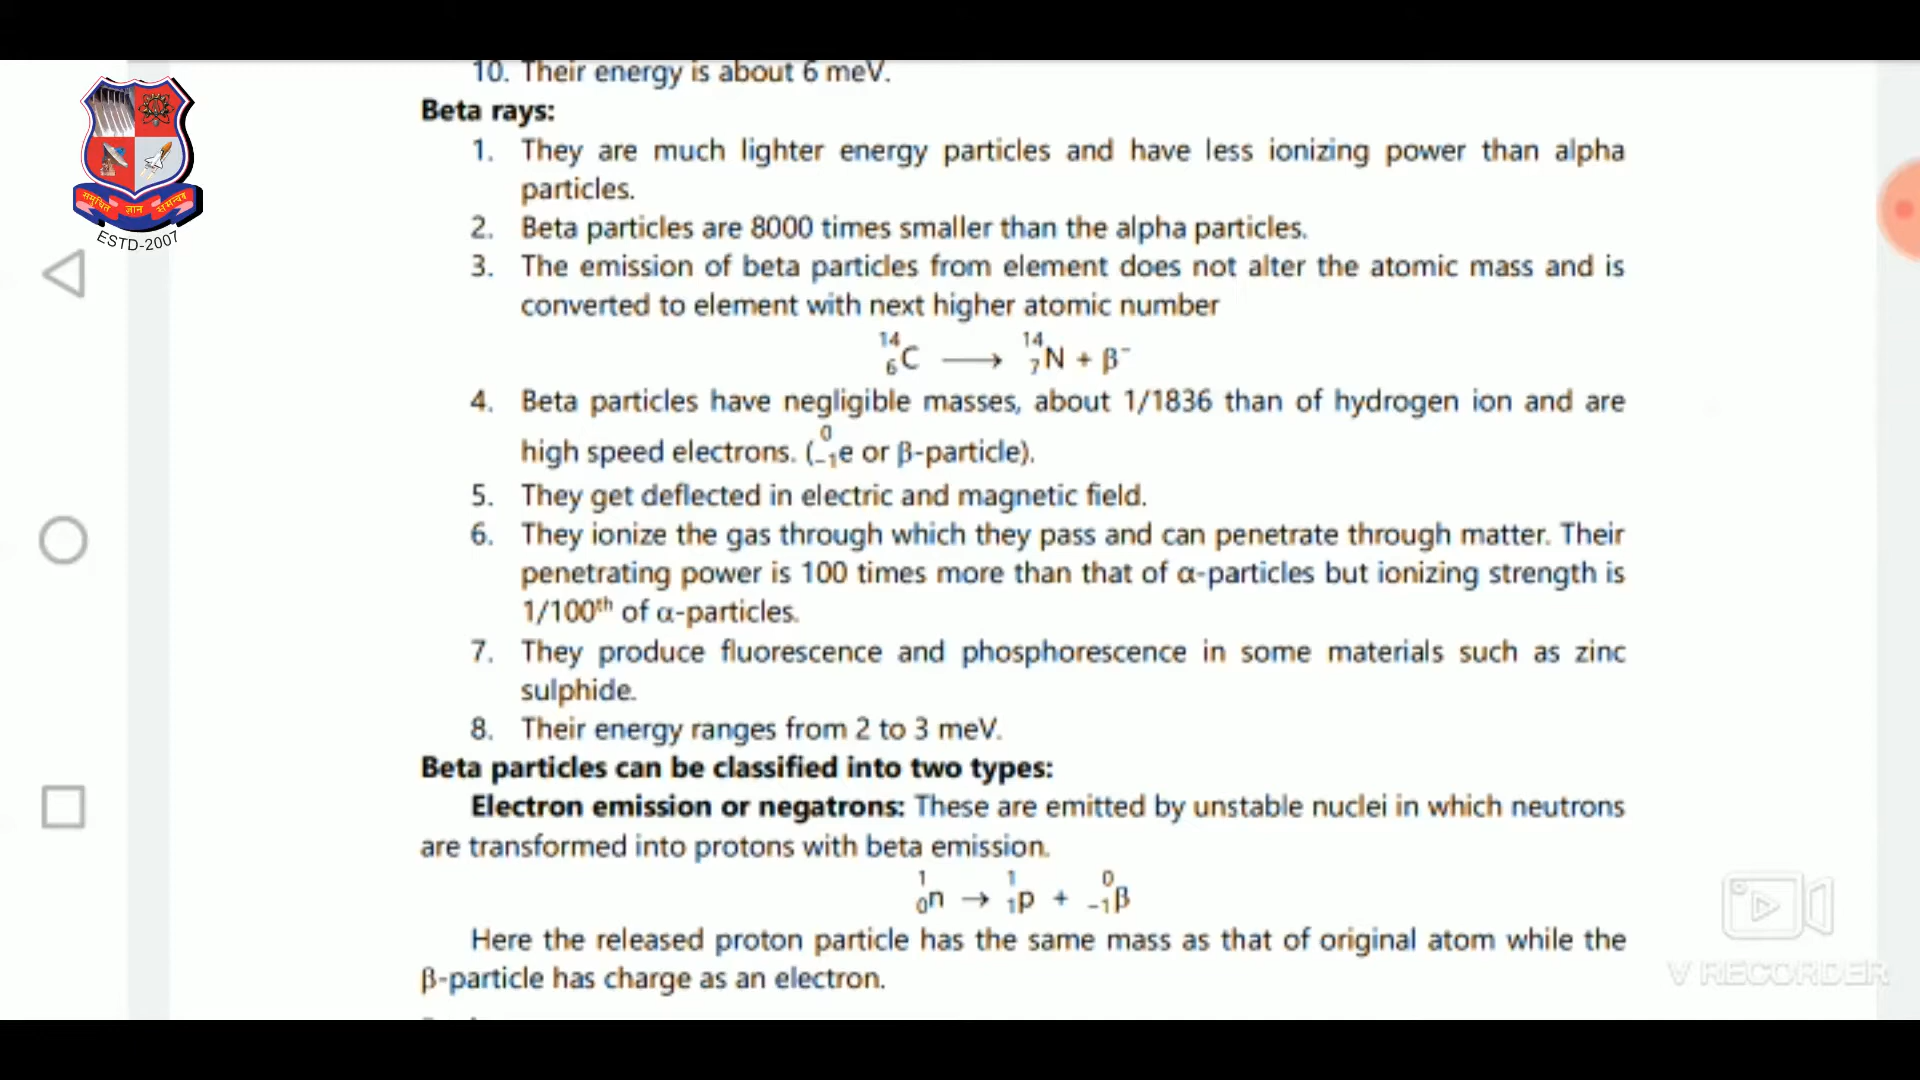 10. Their energy is about 6 meV.
Beta rays:
1. They are much lighter energy particles and have less ionizing power than alpha
particles.
2. Beta particles are 8000 times smaller than the alpha particles.
3. The emission of beta particles from element does not alter the atomic mass and is
converted to element with next higher atomic number
¹⁴₆C ⟶ ¹⁴₇N + β⁻
4. Beta particles have negligible masses, about 1/1836 than of hydrogen ion and are
high speed electrons. (⁰₋₁e or β-particle).
5. They get deflected in electric and magnetic field.
6. They ionize the gas through which they pass and can penetrate through matter. Their
penetrating power is 100 times more than that of α-particles but ionizing strength is
1/100ᵗʰ of α-particles.
7. They produce fluorescence and phosphorescence in some materials such as zinc
sulphide.
8. Their energy ranges from 2 to 3 meV.
Beta particles can be classified into two types:
Electron emission or negatrons: These are emitted by unstable nuclei in which neutrons
are transformed into protons with beta emission.
¹₀n → ¹₁p + ⁰₋₁β
Here the released proton particle has the same mass as that of original atom while the
β-particle has charge as an electron.
समुचित ज्ञान समन्वय
ESTD-2007
V RECORDER